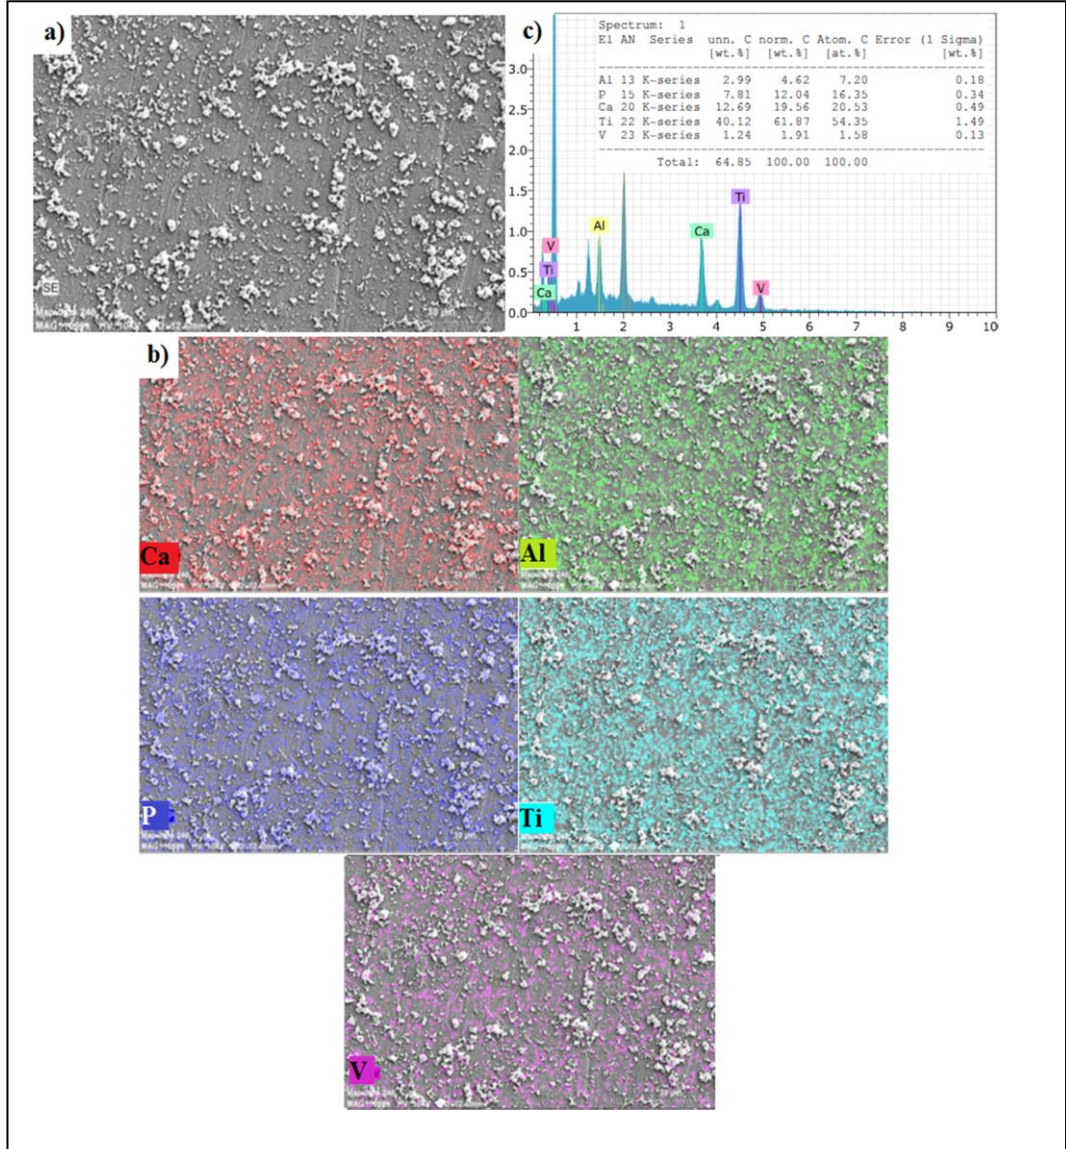 a)
SE
c)
Spectrum: 1
El AN Series unn. C norm. C Atom. C Error (1 Sigma)
[wt.%] [wt.%] [at.%] [wt.%]
Al 13 K-series 2.99 4.62 7.20 0.18
P 15 K-series 7.81 12.04 16.35 0.34
Ca 20 K-series 12.69 19.56 20.53 0.49
Ti 22 K-series 40.12 61.87 54.35 1.49
V 23 K-series 1.24 1.91 1.58 0.13
Total: 64.85 100.00 100.00
3.0
2.5
2.0
1.5
1.0
0.5
0.0
V
Ti
Ca
Al
Ca
Ti
V
1 2 3 4 5 6 7 8 9 10
b)
Ca
Al
P
Ti
V